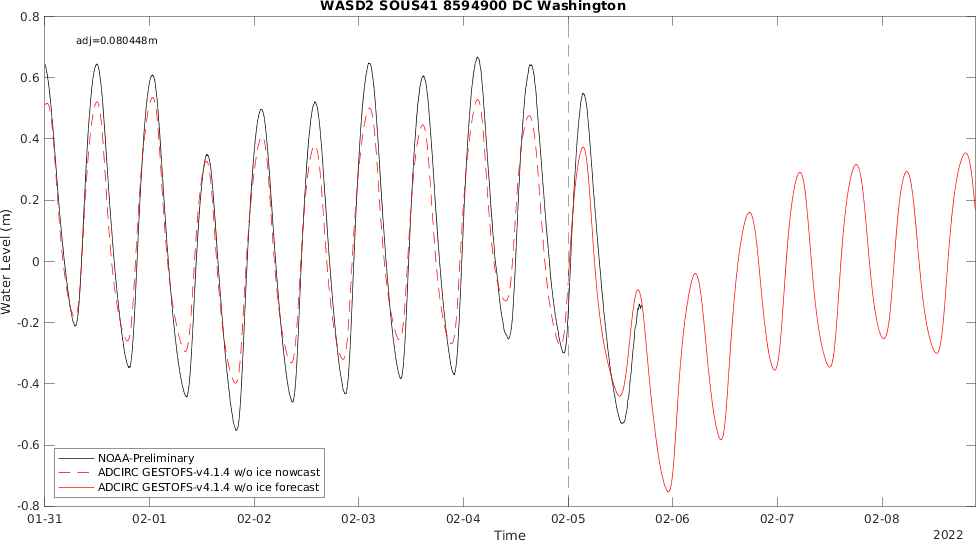 WASD2 SOUS41 8594900 DC Washington
adj=0.080448m
0.8
0.6
0.4
0.2
0
-0.2
-0.4
-0.6
-0.8
Water Level (m)
NOAA-Preliminary
ADCIRC GESTOFS-v4.1.4 w/o ice nowcast
ADCIRC GESTOFS-v4.1.4 w/o ice forecast
01-31 02-01 02-02 02-03 02-04 02-05 02-06 02-07 02-08
Time
2022